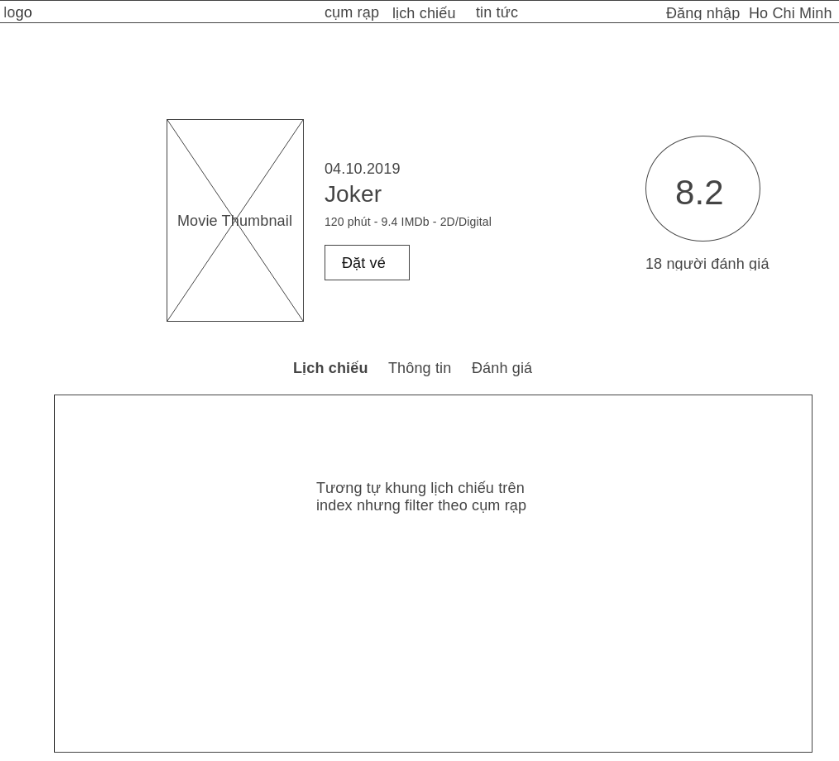 logo
cụm rạp
lịch chiếu
tin tức
Đăng nhập
Ho Chi Minh
Movie Thumbnail
04.10.2019
Joker
120 phút - 9.4 IMDb - 2D/Digital
Đặt vé
8.2
18 người đánh giá
Lịch chiếu
Thông tin
Đánh giá
Tương tự khung lịch chiếu trên
index nhưng filter theo cụm rạp